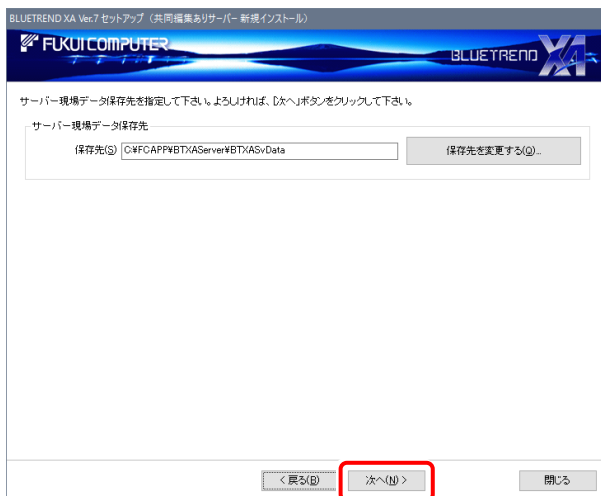 BLUETREND XA Ver.7 セットアップ（共同編集ありサーバー 新規インストール）
FUKUI COMPUTER
BLUETREND XA
サーバー現場データ保存先を指定して下さい。よろしければ、[次へ]ボタンをクリックして下さい。
サーバー現場データ保存先
保存先(S) C:¥FCAPP¥BTXAServer¥BTXASvData 保存先を変更する(Q)...
< 戻る(B) 次へ(N) > 閉じる